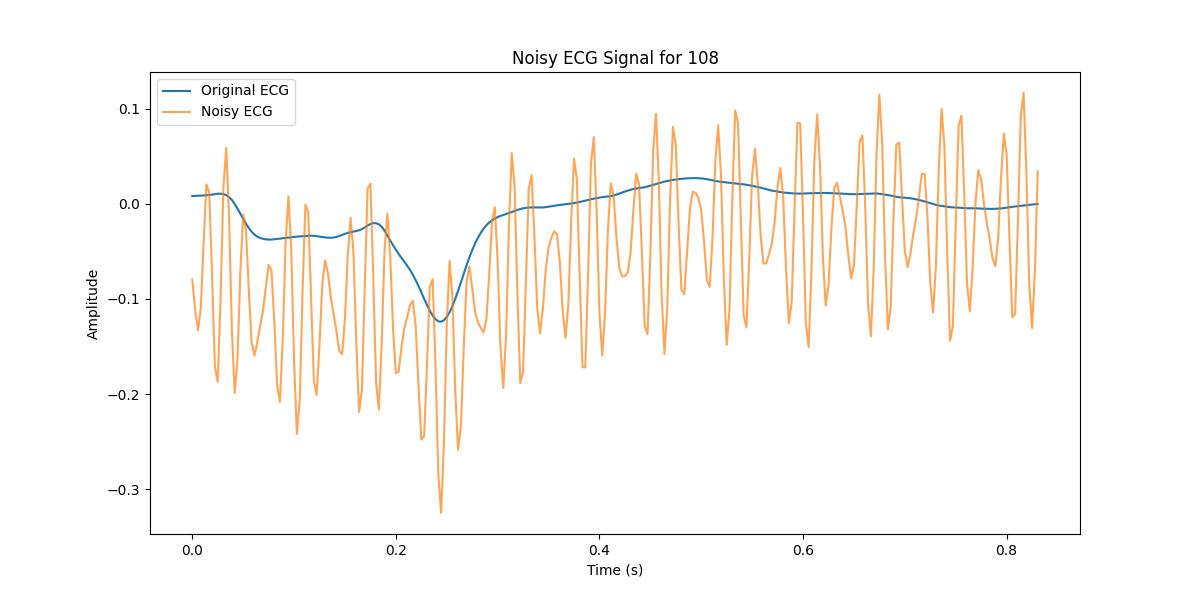 Noisy ECG Signal for 108
Original ECG
Noisy ECG
0.1
0.0
−0.1
−0.2
−0.3
Amplitude
0.0 0.2 0.4 0.6 0.8
Time (s)